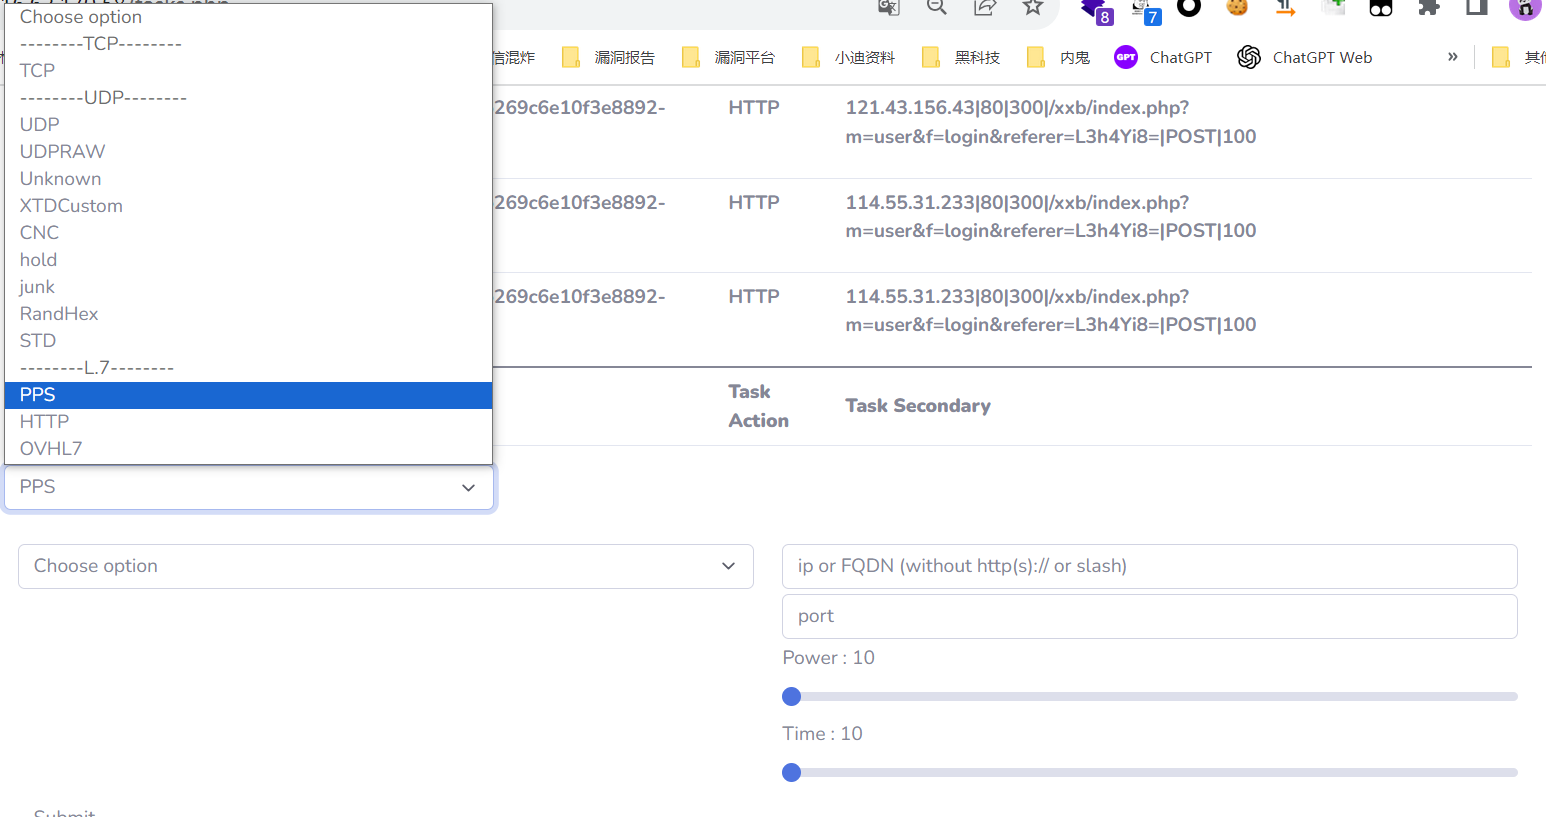 Choose option
--------TCP--------
TCP
--------UDP--------
UDP
UDPRAW
Unknown
XTDCustom
CNC
hold
junk
RandHex
STD
--------L.7--------
PPS
HTTP
OVHL7
PPS
8
7
信混炸 漏洞报告 漏洞平台 小迪资料 黑科技 内鬼 GPT ChatGPT ChatGPT Web »
269c6e10f3e8892- HTTP 121.43.156.43|80|300|/xxb/index.php?
m=user&f=login&referer=L3h4Yi8=|POST|100
269c6e10f3e8892- HTTP 114.55.31.233|80|300|/xxb/index.php?
m=user&f=login&referer=L3h4Yi8=|POST|100
269c6e10f3e8892- HTTP 114.55.31.233|80|300|/xxb/index.php?
m=user&f=login&referer=L3h4Yi8=|POST|100
Task
Action
Task Secondary
Choose option
ip or FQDN (without http(s):// or slash)
port
Power : 10
Time : 10
Submit